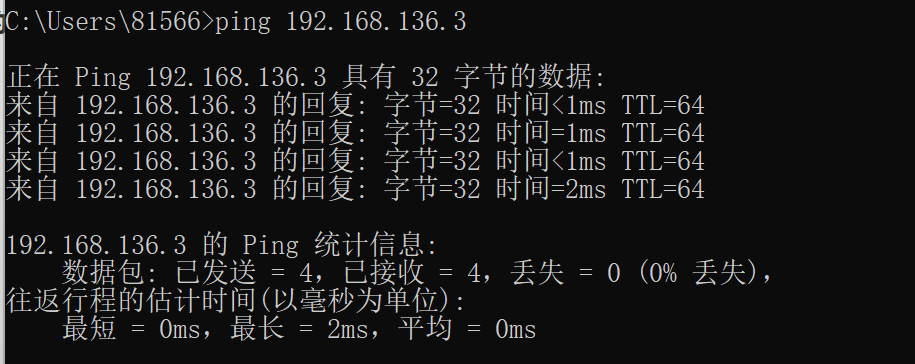 C:\Users\81566>ping 192.168.136.3
正在 Ping 192.168.136.3 具有 32 字节的数据:
来自 192.168.136.3 的回复: 字节=32 时间<1ms TTL=64
来自 192.168.136.3 的回复: 字节=32 时间=1ms TTL=64
来自 192.168.136.3 的回复: 字节=32 时间<1ms TTL=64
来自 192.168.136.3 的回复: 字节=32 时间=2ms TTL=64
192.168.136.3 的 Ping 统计信息:
数据包: 已发送 = 4，已接收 = 4，丢失 = 0 (0% 丢失)，
往返行程的估计时间(以毫秒为单位):
最短 = 0ms，最长 = 2ms，平均 = 0ms